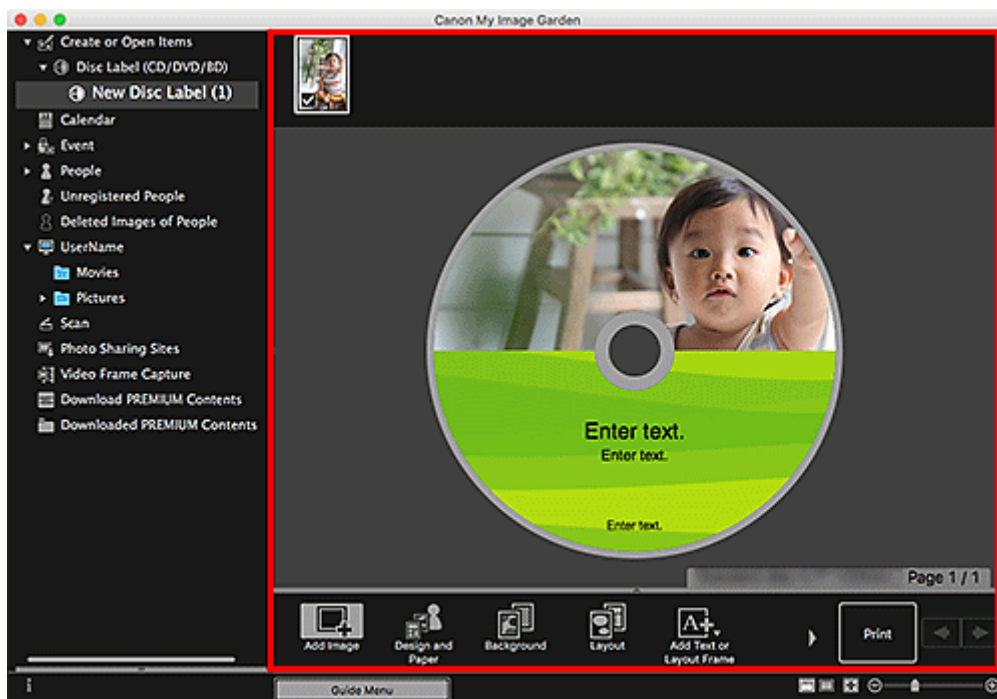 Canon My Image Garden
Create or Open Items
Disc Label (CD/DVD/BD)
New Disc Label (1)
Calendar
Event
People
Unregistered People
Deleted Images of People
UserName
Movies
Pictures
Scan
Photo Sharing Sites
Video Frame Capture
Download PREMIUM Contents
Downloaded PREMIUM Contents
Enter text.
Enter text.
Enter text.
Page 1 / 1
Add Image
Design and
Paper
Background
Layout
Add Text or
Layout Frame
Print
Guide Menu